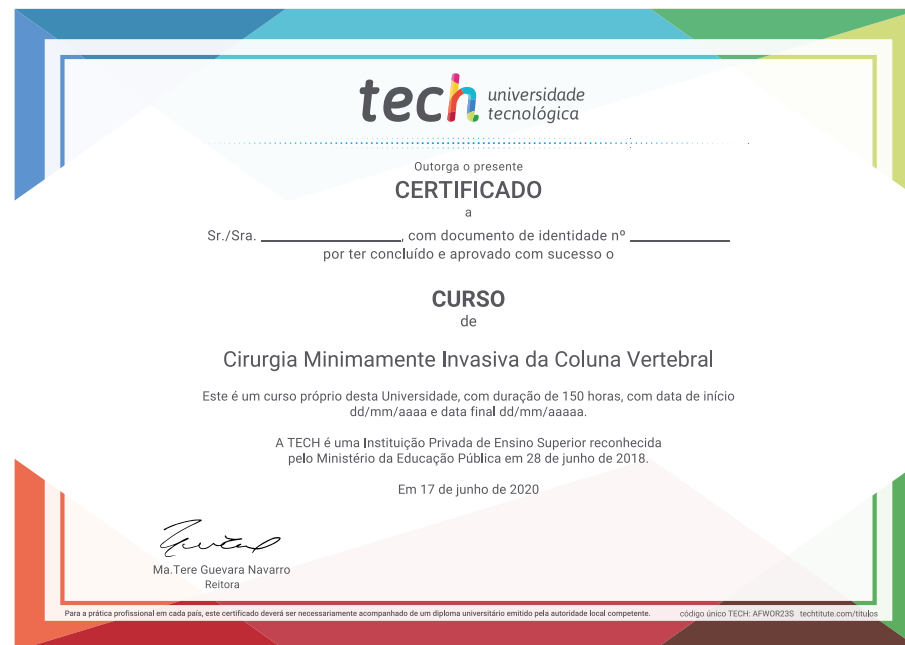 tech universidade
tecnológica
Outorga o presente
CERTIFICADO
a
Sr./Sra. ____________, com documento de identidade nº ____________
por ter concluído e aprovado com sucesso o
CURSO
de
Cirurgia Minimamente Invasiva da Coluna Vertebral
Este é um curso próprio desta Universidade, com duração de 150 horas, com data de início
dd/mm/aaaa e data final dd/mm/aaaaa.
A TECH é uma Instituição Privada de Ensino Superior reconhecida
pelo Ministério da Educação Pública em 28 de junho de 2018.
Em 17 de junho de 2020
Ma.Tere Guevara Navarro
Reitora
Para a prática profissional em cada país, este certificado deverá ser necessariamente acompanhado de um diploma universitário emitido pela autoridade local competente. código único TECH: AFWOR23S techtitute.com/titulos